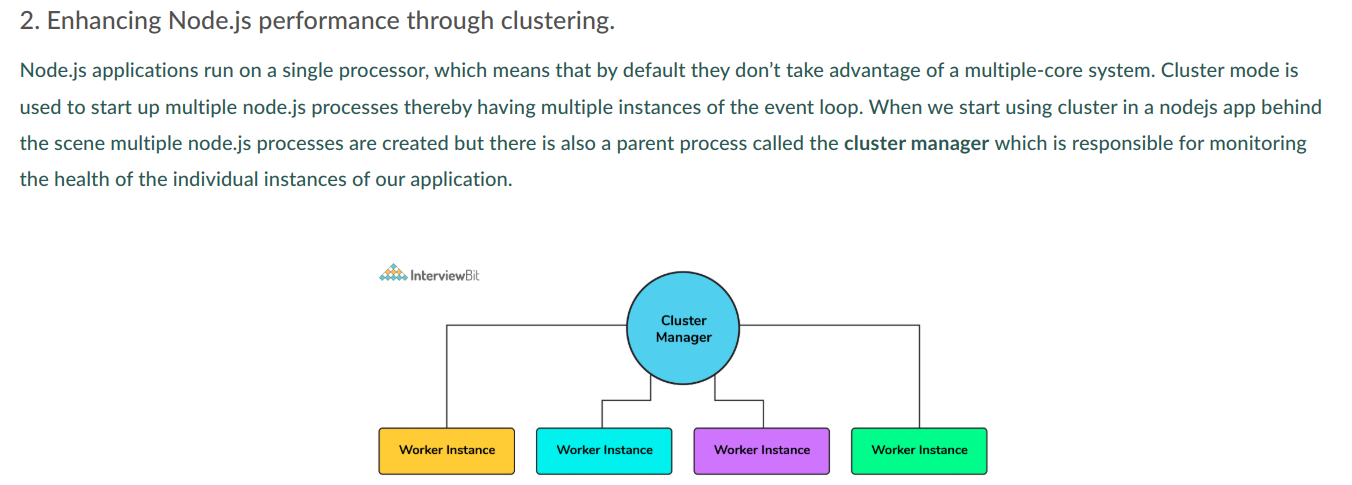 2. Enhancing Node.js performance through clustering.
Node.js applications run on a single processor, which means that by default they don’t take advantage of a multiple-core system. Cluster mode is
used to start up multiple node.js processes thereby having multiple instances of the event loop. When we start using cluster in a nodejs app behind
the scene multiple node.js processes are created but there is also a parent process called the cluster manager which is responsible for monitoring
the health of the individual instances of our application.
InterviewBit
Cluster
Manager
Worker Instance
Worker Instance
Worker Instance
Worker Instance